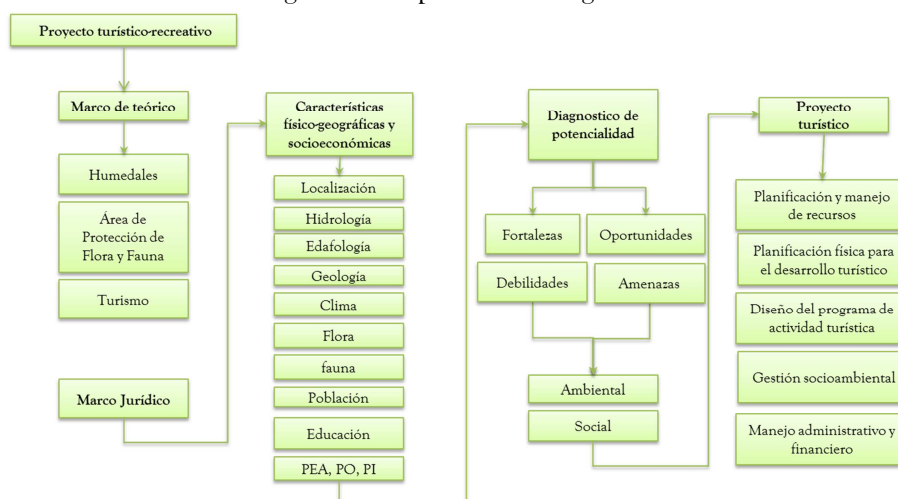 Proyecto turístico-recreativo
Marco de teórico
Humedales
Área de
Protección de
Flora y Fauna
Turismo
Marco Jurídico
Características
físico-geográficas y
socioeconómicas
Localización
Hidrología
Edafología
Geología
Clima
Flora
fauna
Población
Educación
PEA, PO, PI
Diagnostico de
potencialidad
Fortalezas
Oportunidades
Debilidades
Amenazas
Ambiental
Social
Proyecto
turístico
Planificación y manejo
de recursos
Planificación física para
el desarrollo turístico
Diseño del programa de
actividad turística
Gestión socioambiental
Manejo administrativo y
financiero